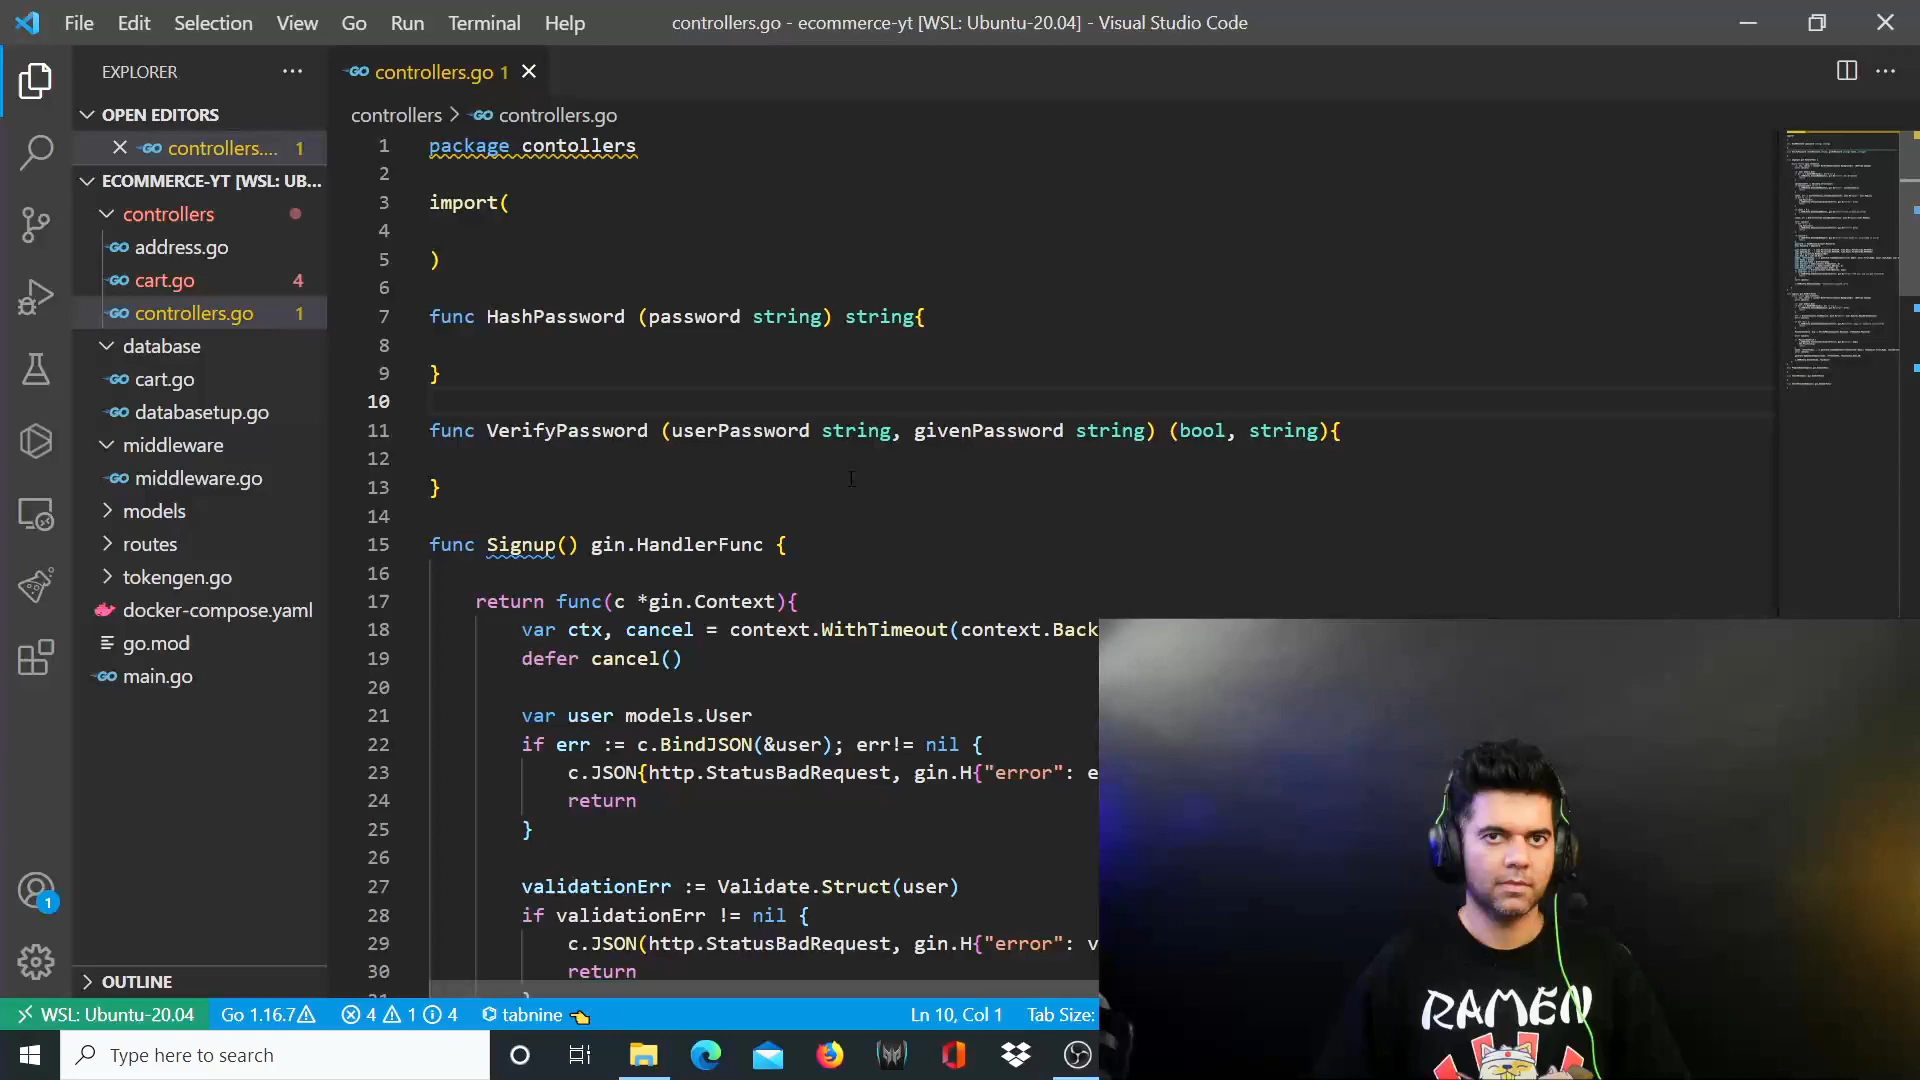 File Edit Selection View Go Run Terminal Help
controllers.go - ecommerce-yt [WSL: Ubuntu-20.04] - Visual Studio Code
EXPLORER
OPEN EDITORS
controllers.... 1
ECOMMERCE-YT [WSL: UB...
controllers
address.go
cart.go 4
controllers.go 1
database
cart.go
databasetup.go
middleware
middleware.go
models
routes
tokengen.go
docker-compose.yaml
go.mod
main.go
OUTLINE
controllers.go 1
controllers > controllers.go
1 package contollers
2
3 import(
4
5 )
6
7 func HashPassword (password string) string{
8
9 }
10
11 func VerifyPassword (userPassword string, givenPassword string) (bool, string){
12
13 }
14
15 func Signup() gin.HandlerFunc {
16
17 return func(c *gin.Context){
18 var ctx, cancel = context.WithTimeout(context.Back
19 defer cancel()
20
21 var user models.User
22 if err := c.BindJSON(&user); err!= nil {
23 c.JSON{http.StatusBadRequest, gin.H{"error": e
24 return
25 }
26
27 validationErr := Validate.Struct(user)
28 if validationErr != nil {
29 c.JSON(http.StatusBadRequest, gin.H{"error": v
30 return
RAMEN
1
WSL: Ubuntu-20.04 Go 1.16.7 4 1 4 tabnine Ln 10, Col 1 Tab Size:
Type here to search